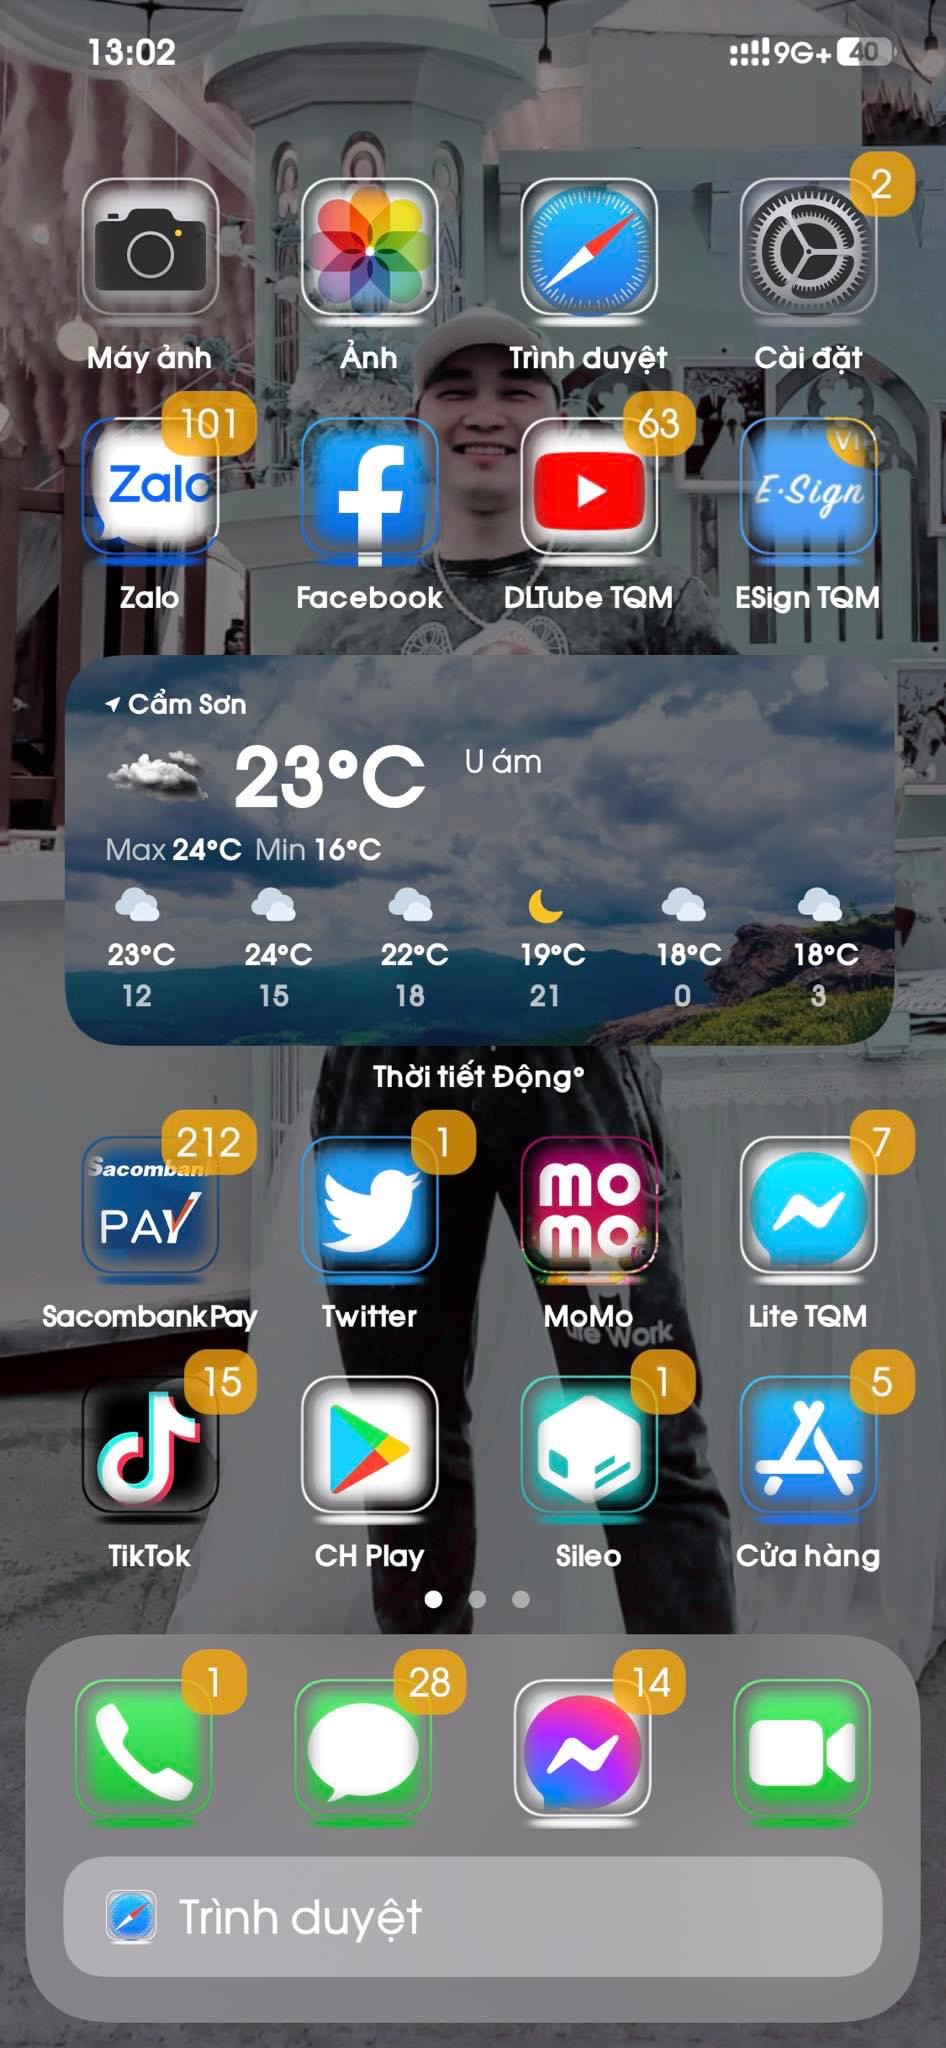 13:02
9G+ 40
2
Máy ảnh Ảnh Trình duyệt Cài đặt
101 63
Zalo E·Sign
Zalo Facebook DLTube TQM ESign TQM
Cẩm Sơn
23°C U ám
Max 24°C Min 16°C
23°C 24°C 22°C 19°C 18°C 18°C
12 15 18 21 0 3
Thời tiết Động°
212 1 7
Sacombank
PAY
mo
mo
SacombankPay Twitter MoMo Lite TQM
Work
15 1 5
TikTok CH Play Sileo Cửa hàng
1 28 14
Trình duyệt